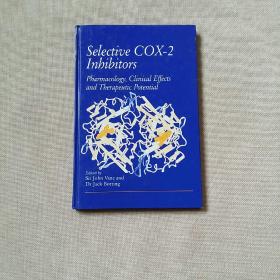 Selective COX-2
Inhibitors
Pharmacology, Clinical Effects
and Therapeutic Potential
Edited by
Sir John Vane and
Dr Jack Botting